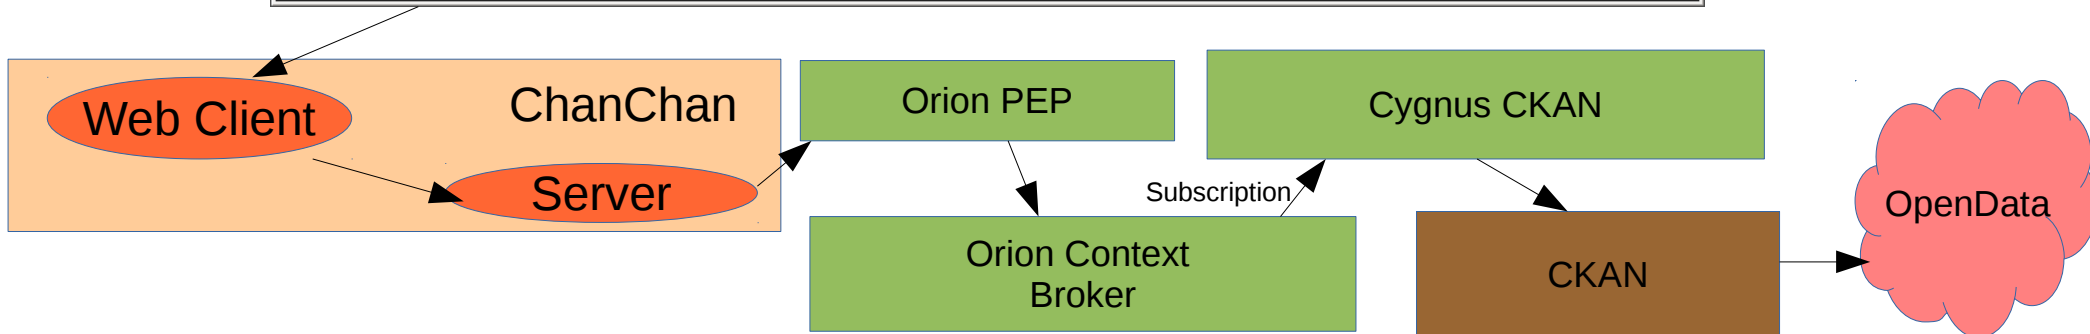 Web Client
ChanChan
Server
Orion PEP
Orion Context
Broker
Subscription
Cygnus CKAN
CKAN
OpenData